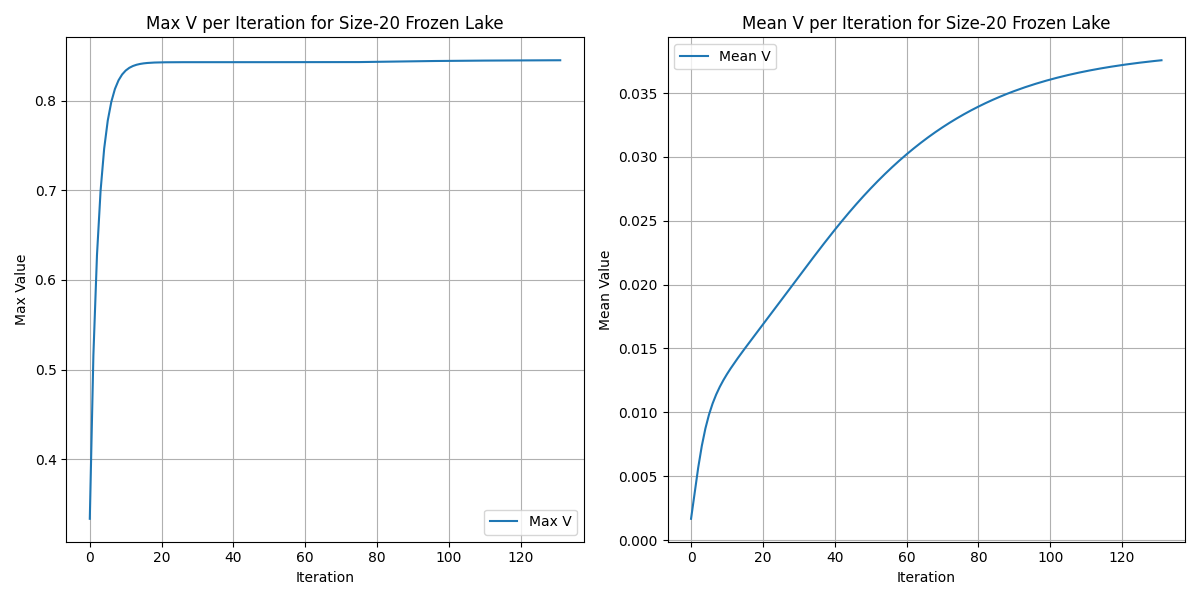 Max V per Iteration for Size-20 Frozen Lake
Max Value
0.8
0.7
0.6
0.5
0.4
Max V
0 20 40 60 80 100 120
Iteration
Mean V per Iteration for Size-20 Frozen Lake
Mean V
Mean Value
0.035
0.030
0.025
0.020
0.015
0.010
0.005
0.000
0 20 40 60 80 100 120
Iteration